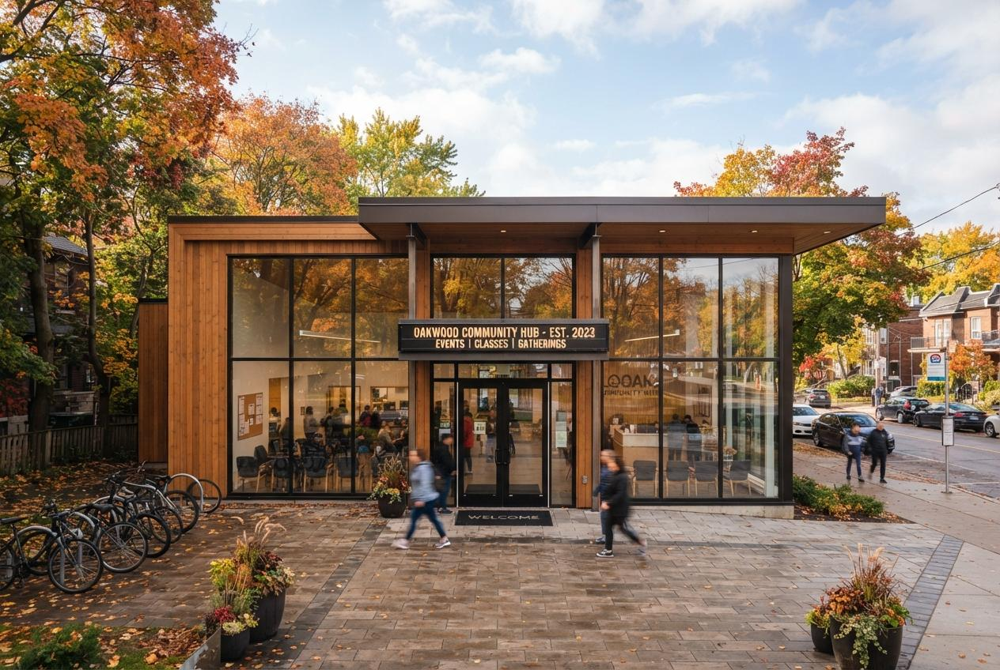 OAKWOOD COMMUNITY HUB - EST. 2023
EVENTS | CLASSES | GATHERINGS
WELCOME